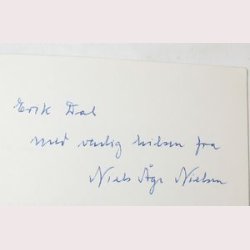 Erik Dal
med venlig hilsen fra
Niels Åge Nielsen